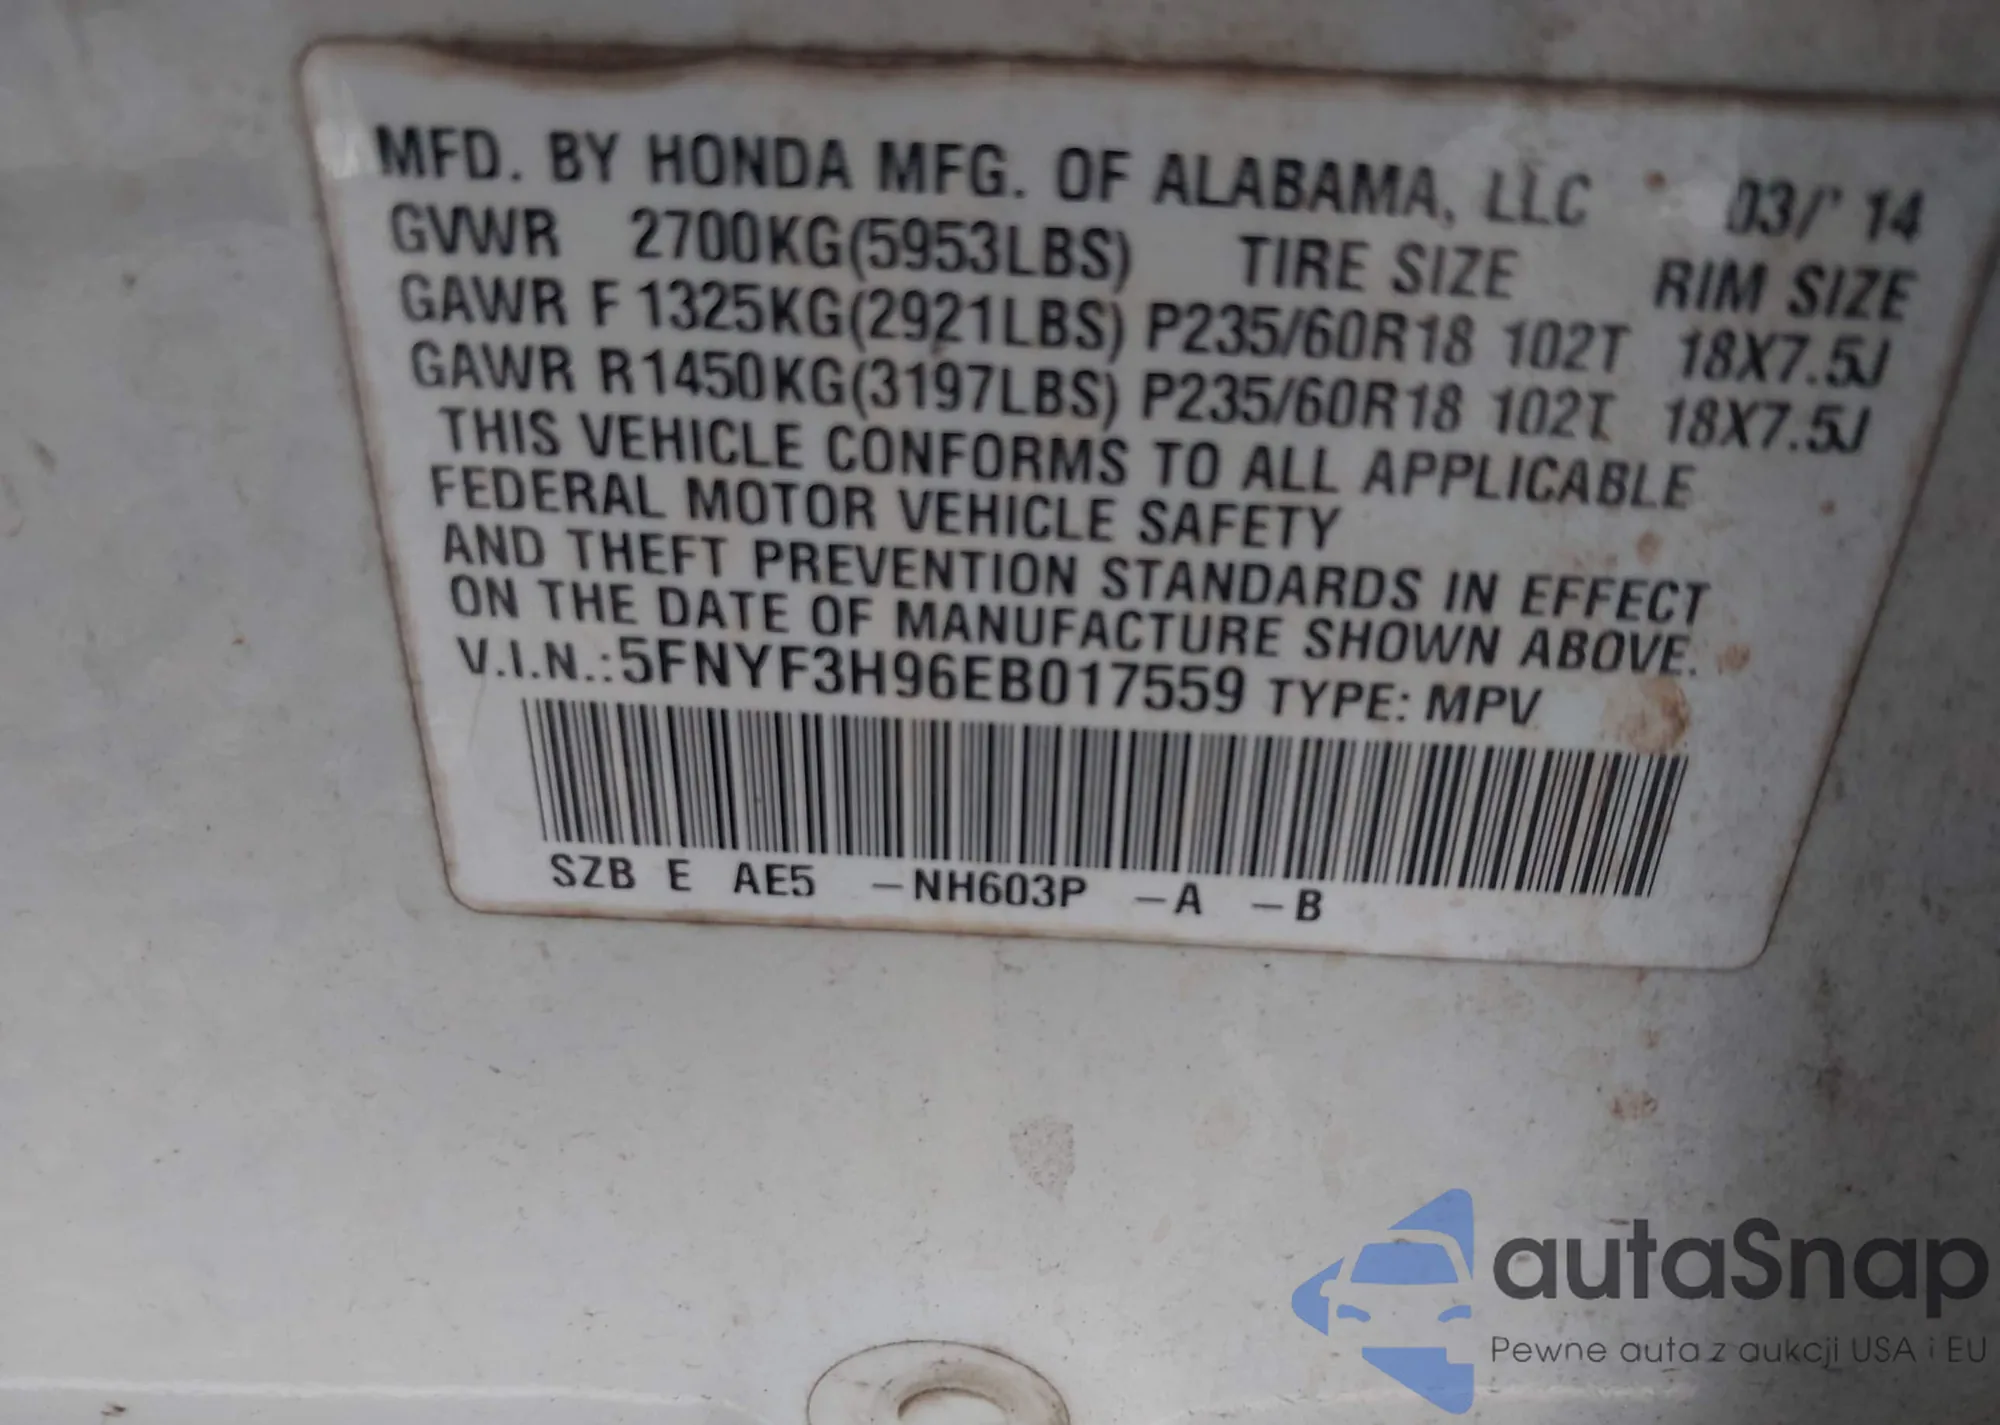 MFD. BY HONDA MFG. OF ALABAMA, LLC 03/ 14
GVWR 2700KG(5953LBS) TIRE SIZE RIM SIZE
GAWR F 1325KG(2921LBS) P235/60R18 102T 18X7.5J
GAWR R 1450KG(3197LBS) P235/60R18 102T 18X7.5J
THIS VEHICLE CONFORMS TO ALL APPLICABLE
FEDERAL MOTOR VEHICLE SAFETY
AND THEFT PREVENTION STANDARDS IN EFFECT
ON THE DATE OF MANUFACTURE SHOWN ABOVE.
V.I.N.:5FNYF3H96EB017559 TYPE: MPV
SZB E AE5 -NH603P -A -B
autaSnap
Pewne auta z aukcji USA i EU